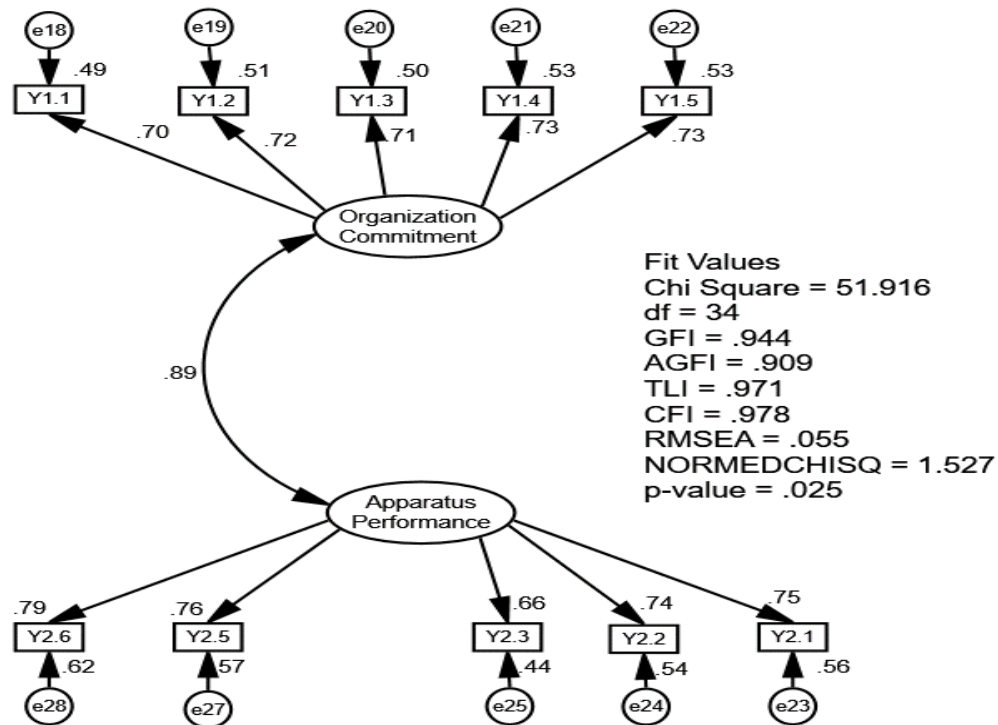 e18
e19
e20
e21
e22
.49
.51
.50
.53
.53
Y1.1
Y1.2
Y1.3
Y1.4
Y1.5
.70
.72
.71
.73
.73
Organization
Commitment
Fit Values
Chi Square = 51.916
df = 34
GFI = .944
AGFI = .909
TLI = .971
CFI = .978
RMSEA = .055
NORMEDCHISQ = 1.527
p-value = .025
.89
Apparatus
Performance
.79
.76
.66
.74
.75
Y2.6
Y2.5
Y2.3
Y2.2
Y2.1
.62
.57
.44
.54
.56
e28
e27
e25
e24
e23